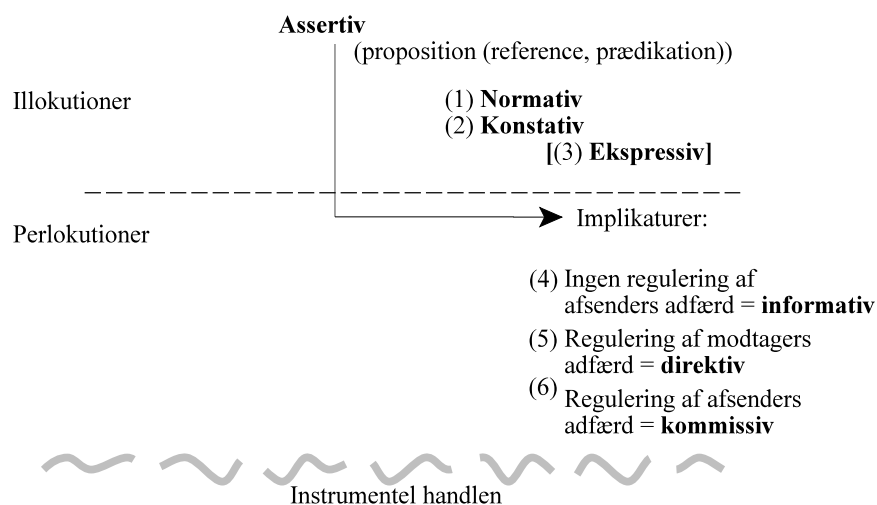 Assertiv
(proposition (reference, prædikation))
Illokutioner
(1) Normativ
(2) Konstativ
[(3) Ekspressiv]
Implikaturer:
Perlokutioner
(4) Ingen regulering af
afsenders adfærd = informativ
(5) Regulering af modtagers
adfærd = direktiv
(6) Regulering af afsenders
adfærd = kommissiv
Instrumentel handlen